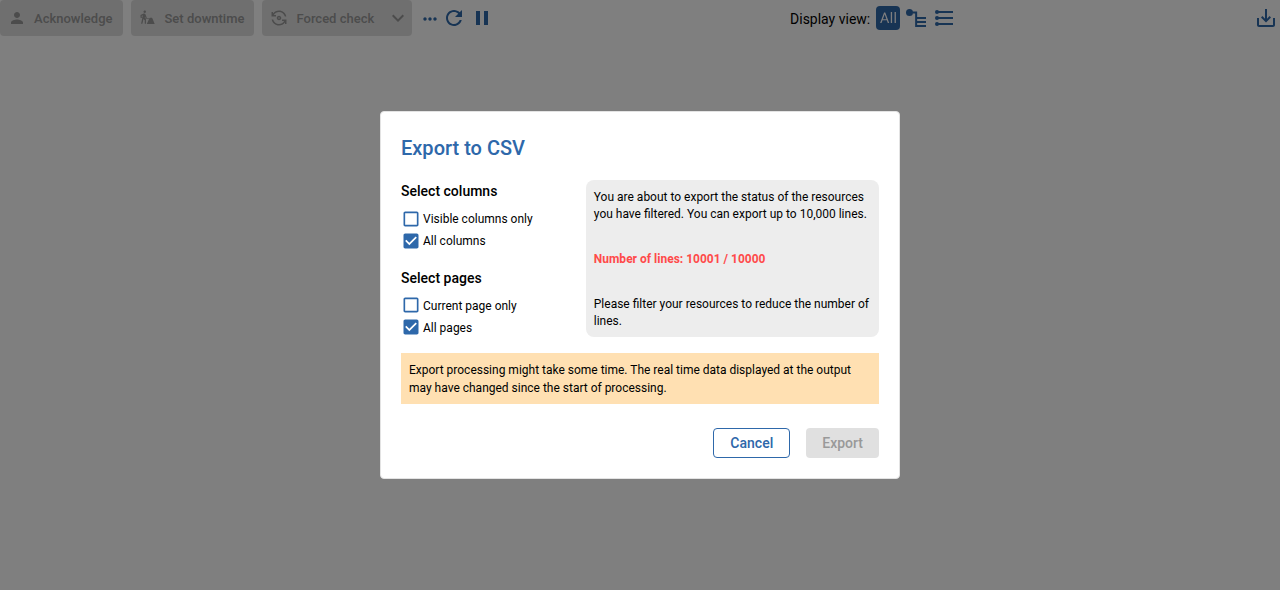 Acknowledge
Set downtime
Forced check
Display view:
All
Export to CSV
Select columns
Visible columns only
All columns
Select pages
Current page only
All pages
You are about to export the status of the resources
you have filtered. You can export up to 10,000 lines.
Number of lines: 10001 / 10000
Please filter your resources to reduce the number of
lines.
Export processing might take some time. The real time data displayed at the output
may have changed since the start of processing.
Cancel
Export